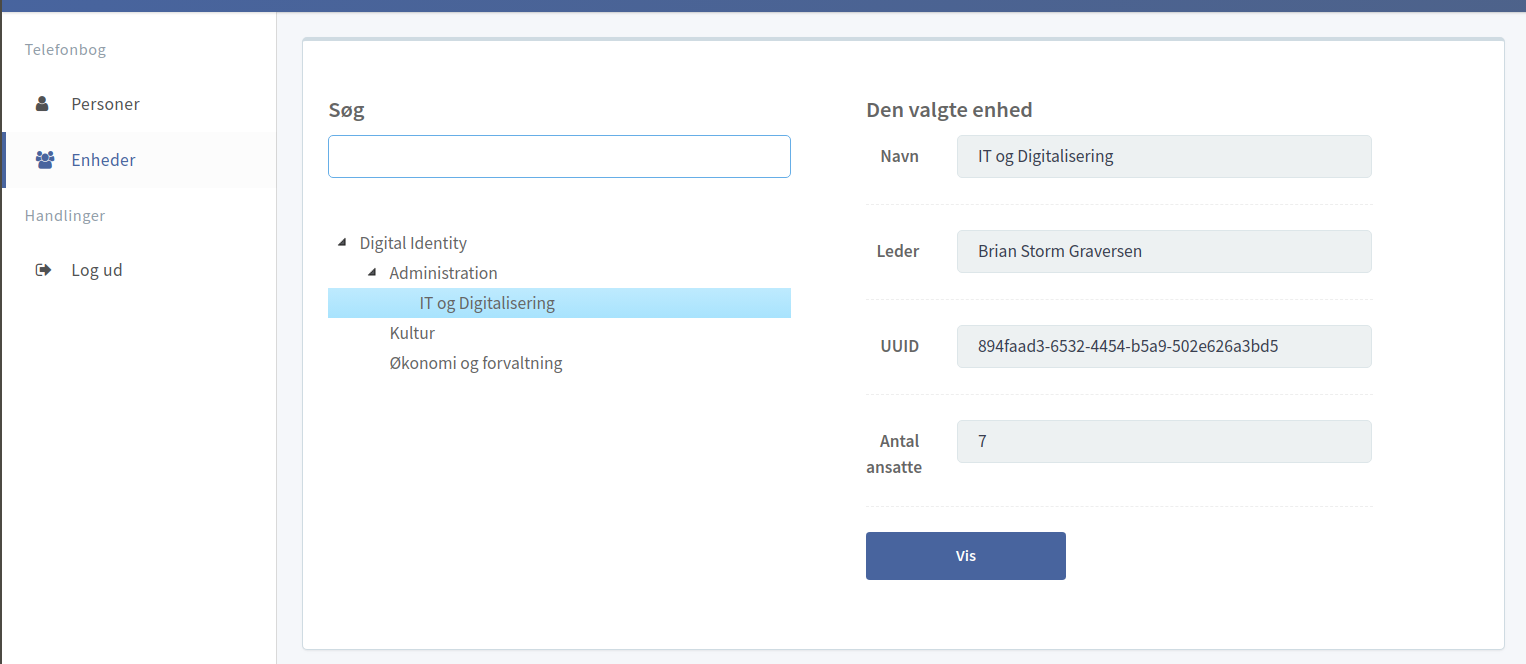 Telefonbog
Personer
Enheder
Handlinger
Log ud
Søg
Digital Identity
Administration
IT og Digitalisering
Kultur
Økonomi og forvaltning
Den valgte enhed
Navn IT og Digitalisering
Leder Brian Storm Graversen
UUID 894faad3-6532-4454-b5a9-502e626a3bd5
Antal 7
ansatte
Vis